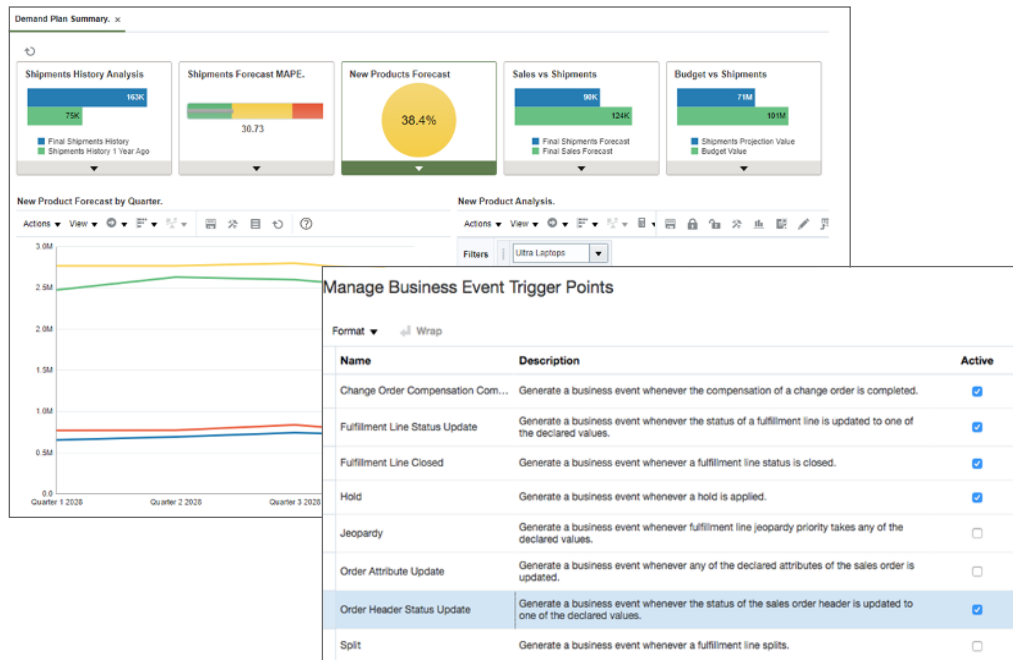 Demand Plan Summary. ×
Shipments History Analysis
163K
75K
Final Shipments History
Shipments History 1 Year Ago
Shipments Forecast MAPE.
30.73
New Products Forecast
38.4%
Sales vs Shipments
90K
124K
Final Shipments Forecast
Final Sales Forecast
Budget vs Shipments
71M
101M
Shipments Projection Value
Budget Value
New Product Forecast by Quarter.
Actions View
3.0M
2.5M
2.0M
1.5M
1.0M
0.5M
0.0
Quarter 1 2028 Quarter 2 2028 Quarter 3 2028
New Product Analysis.
Actions View
Filters Ultra Laptops
Manage Business Event Trigger Points
Format Wrap
Name Description Active
Change Order Compensation Com... Generate a business event whenever the compensation of a change order is completed.
Fulfillment Line Status Update Generate a business event whenever the status of a fulfillment line is updated to one of
the declared values.
Fulfillment Line Closed Generate a business event whenever a fulfillment line status is closed.
Hold Generate a business event whenever a hold is applied.
Jeopardy Generate a business event whenever fulfillment line jeopardy priority takes any of the
declared values.
Order Attribute Update Generate a business event whenever any of the declared attributes of the sales order is
updated.
Order Header Status Update Generate a business event whenever the status of the sales order header is updated to
one of the declared values.
Split Generate a business event whenever a fulfillment line splits.